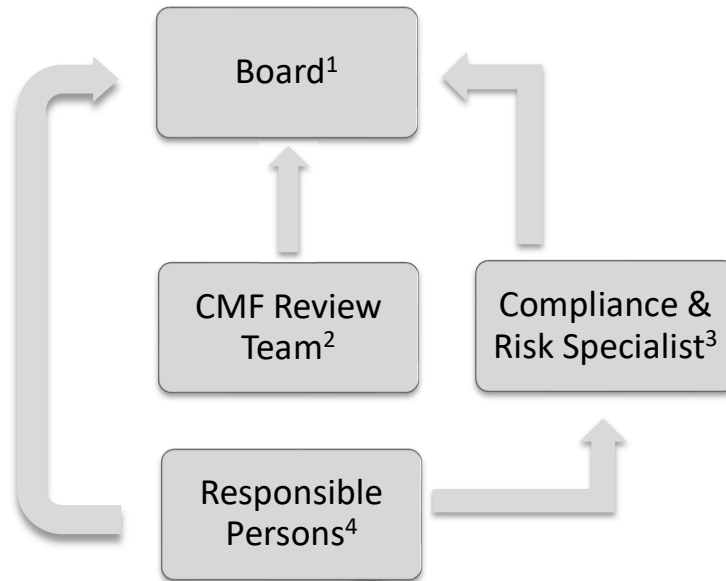 Board¹
CMF Review
Team²
Compliance &
Risk Specialist³
Responsible
Persons⁴